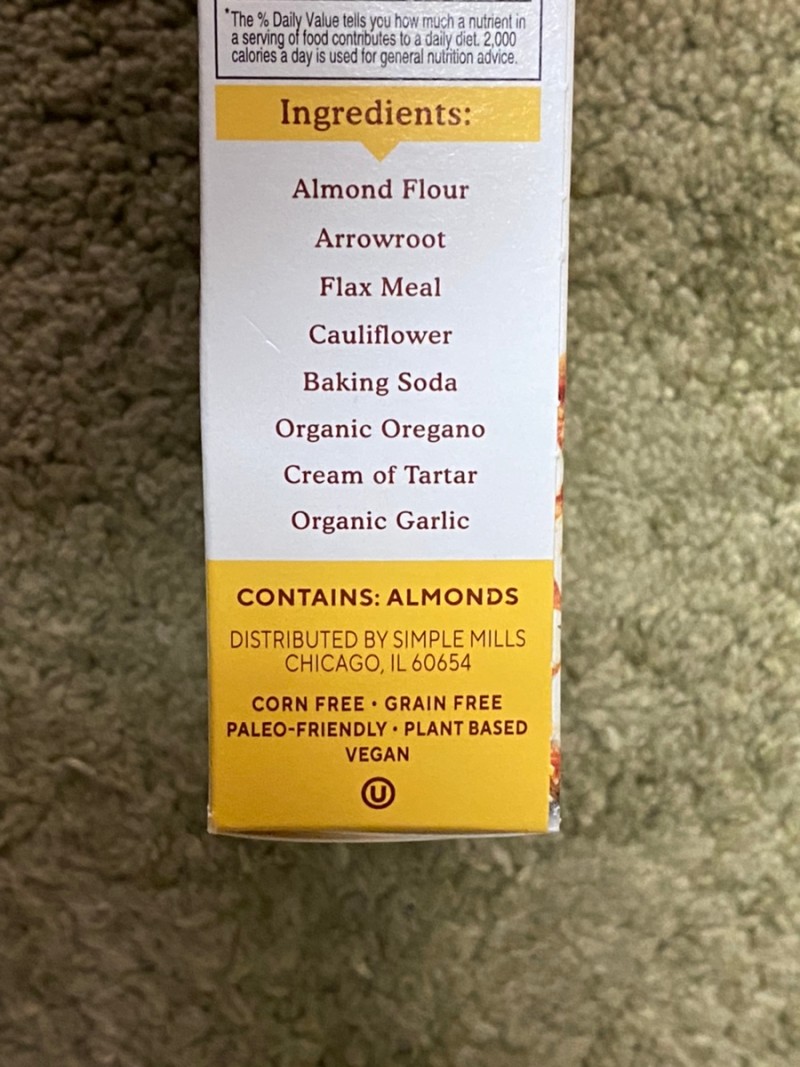 *The % Daily Value tells you how much a nutrient in
a serving of food contributes to a daily diet. 2,000
calories a day is used for general nutrition advice.
Ingredients:
Almond Flour
Arrowroot
Flax Meal
Cauliflower
Baking Soda
Organic Oregano
Cream of Tartar
Organic Garlic
CONTAINS: ALMONDS
DISTRIBUTED BY SIMPLE MILLS
CHICAGO, IL 60654
CORN FREE • GRAIN FREE
PALEO-FRIENDLY • PLANT BASED
VEGAN
U